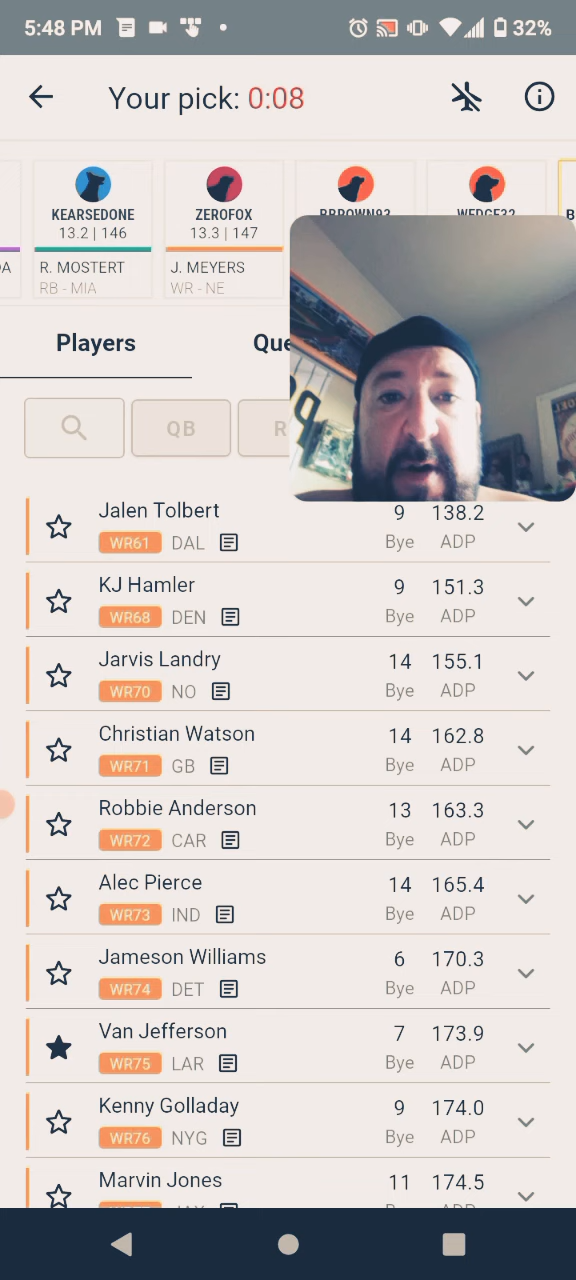 5:48 PM 32%
Your pick: 0:08
KEARSEDONE ZEROFOX BBROWN93 WEDGE32
13.2 | 146 13.3 | 147
R. MOSTERT J. MEYERS
RB - MIA WR - NE
Players Que
QB R
Jalen Tolbert 9 138.2
WR61 DAL Bye ADP
KJ Hamler 9 151.3
WR68 DEN Bye ADP
Jarvis Landry 14 155.1
WR70 NO Bye ADP
Christian Watson 14 162.8
WR71 GB Bye ADP
Robbie Anderson 13 163.3
WR72 CAR Bye ADP
Alec Pierce 14 165.4
WR73 IND Bye ADP
Jameson Williams 6 170.3
WR74 DET Bye ADP
Van Jefferson 7 173.9
WR75 LAR Bye ADP
Kenny Golladay 9 174.0
WR76 NYG Bye ADP
Marvin Jones 11 174.5